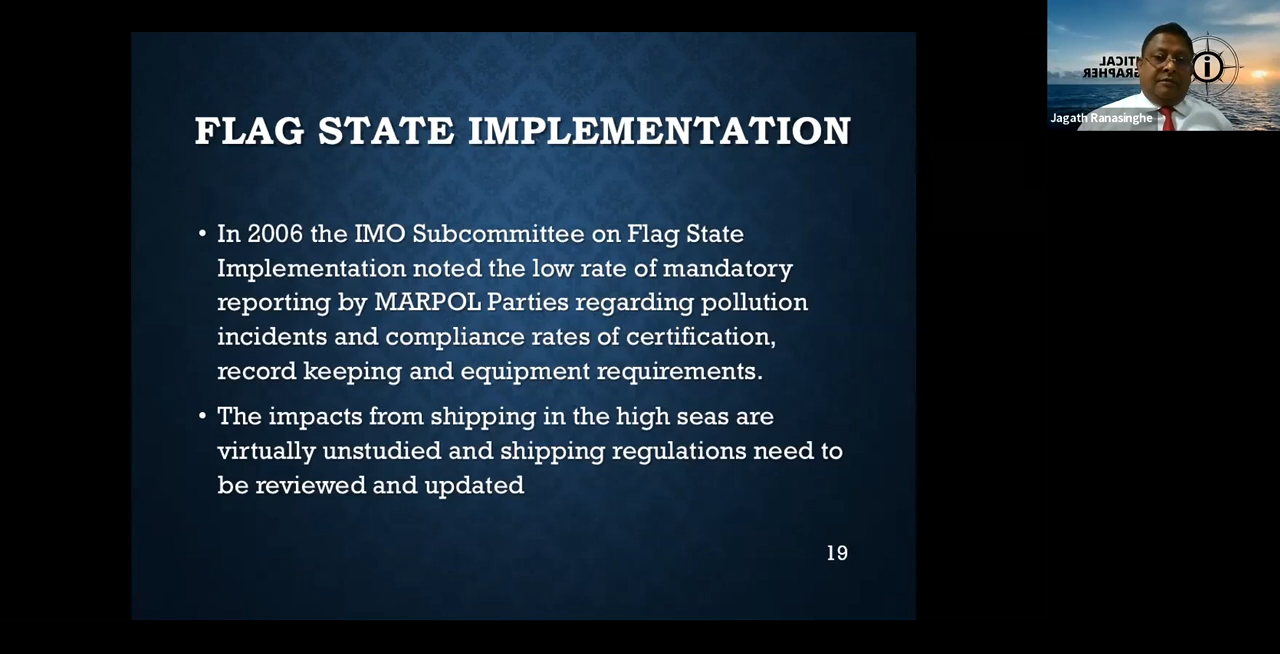 FLAG STATE IMPLEMENTATION
• In 2006 the IMO Subcommittee on Flag State
Implementation noted the low rate of mandatory
reporting by MARPOL Parties regarding pollution
incidents and compliance rates of certification,
record keeping and equipment requirements.
• The impacts from shipping in the high seas are
virtually unstudied and shipping regulations need to
be reviewed and updated
19
Jagath Ranasinghe